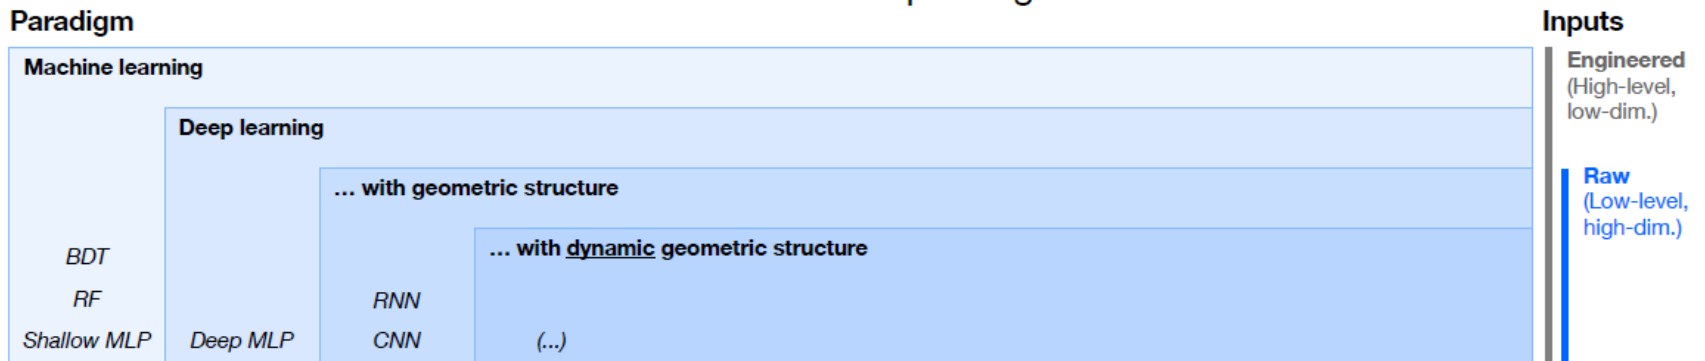 Paradigm
Inputs
Machine learning
Engineered
(High-level,
low-dim.)
Deep learning
... with geometric structure
Raw
(Low-level,
high-dim.)
... with dynamic geometric structure
BDT
RF
RNN
Shallow MLP
Deep MLP
CNN
(...)